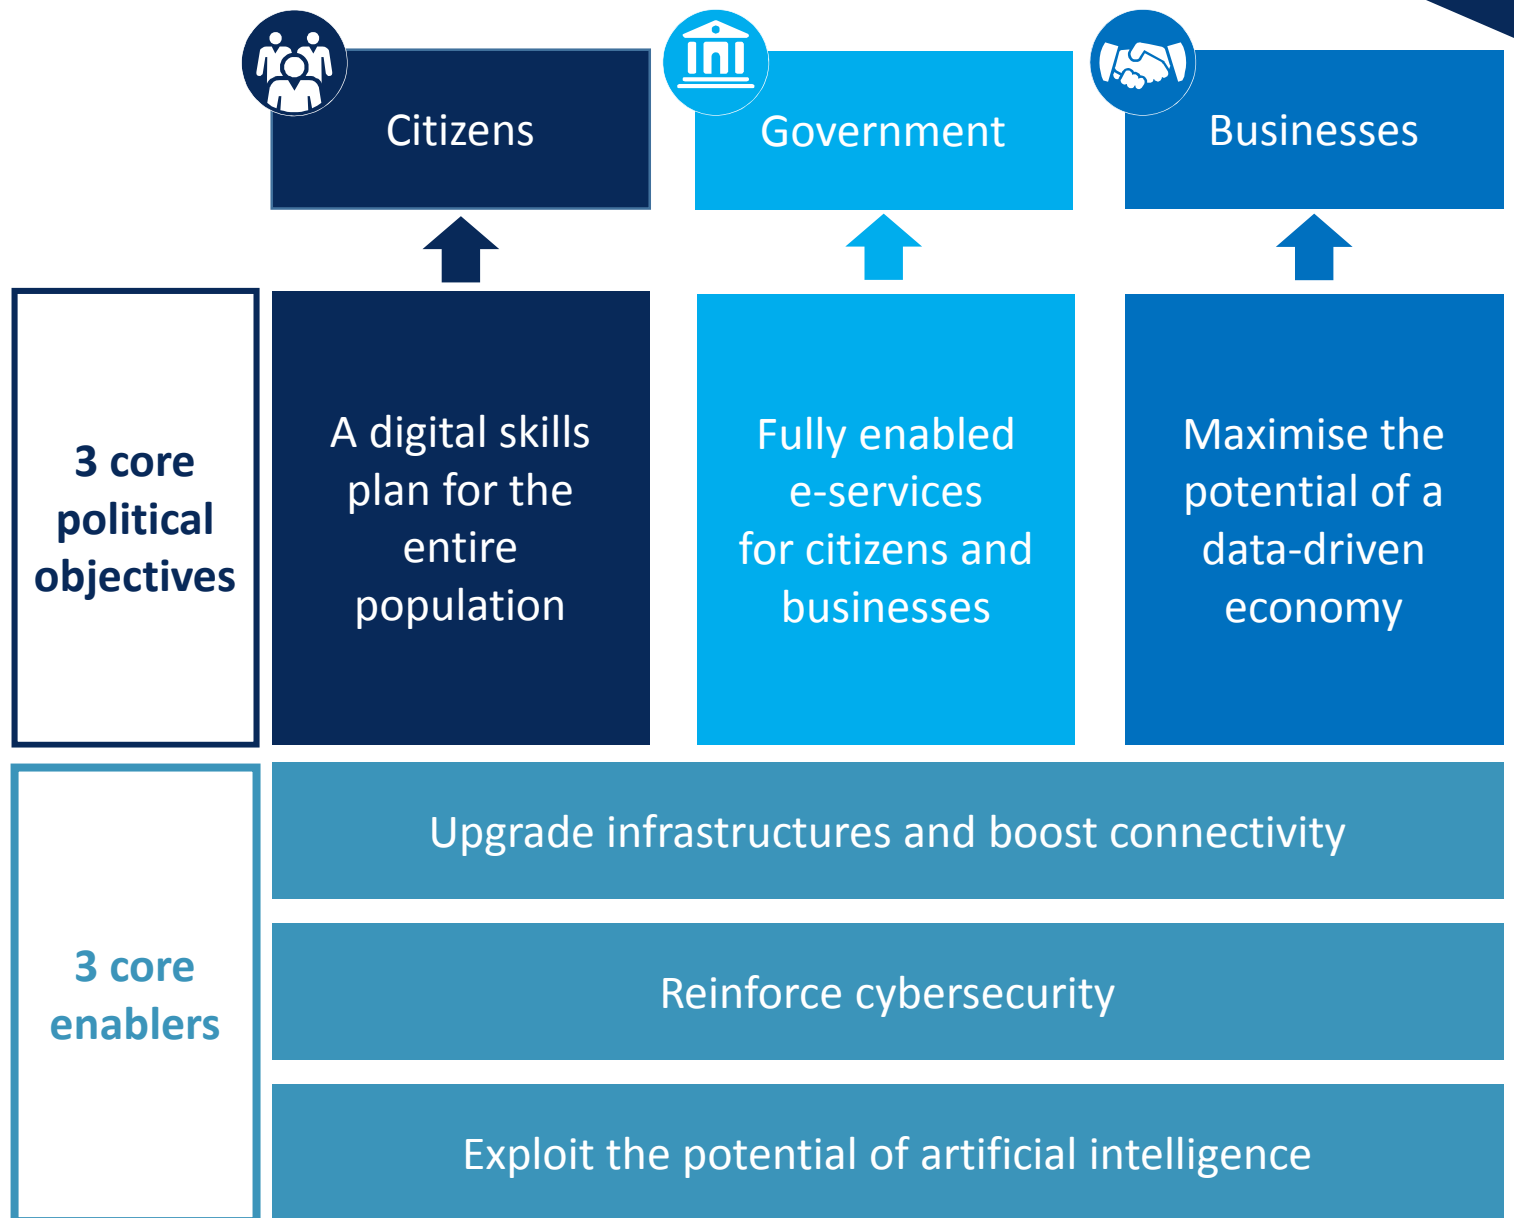 Citizens
Government
Businesses
3 core
political
objectives
A digital skills
plan for the
entire
population
Fully enabled
e-services
for citizens and
businesses
Maximise the
potential of a
data-driven
economy
3 core
enablers
Upgrade infrastructures and boost connectivity
Reinforce cybersecurity
Exploit the potential of artificial intelligence